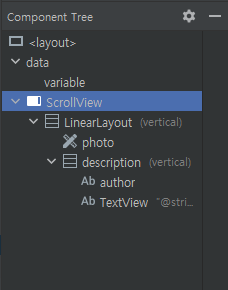 Component Tree
<layout>
data
variable
ScrollView
LinearLayout (vertical)
photo
description (vertical)
Ab author
Ab TextView "@stri...